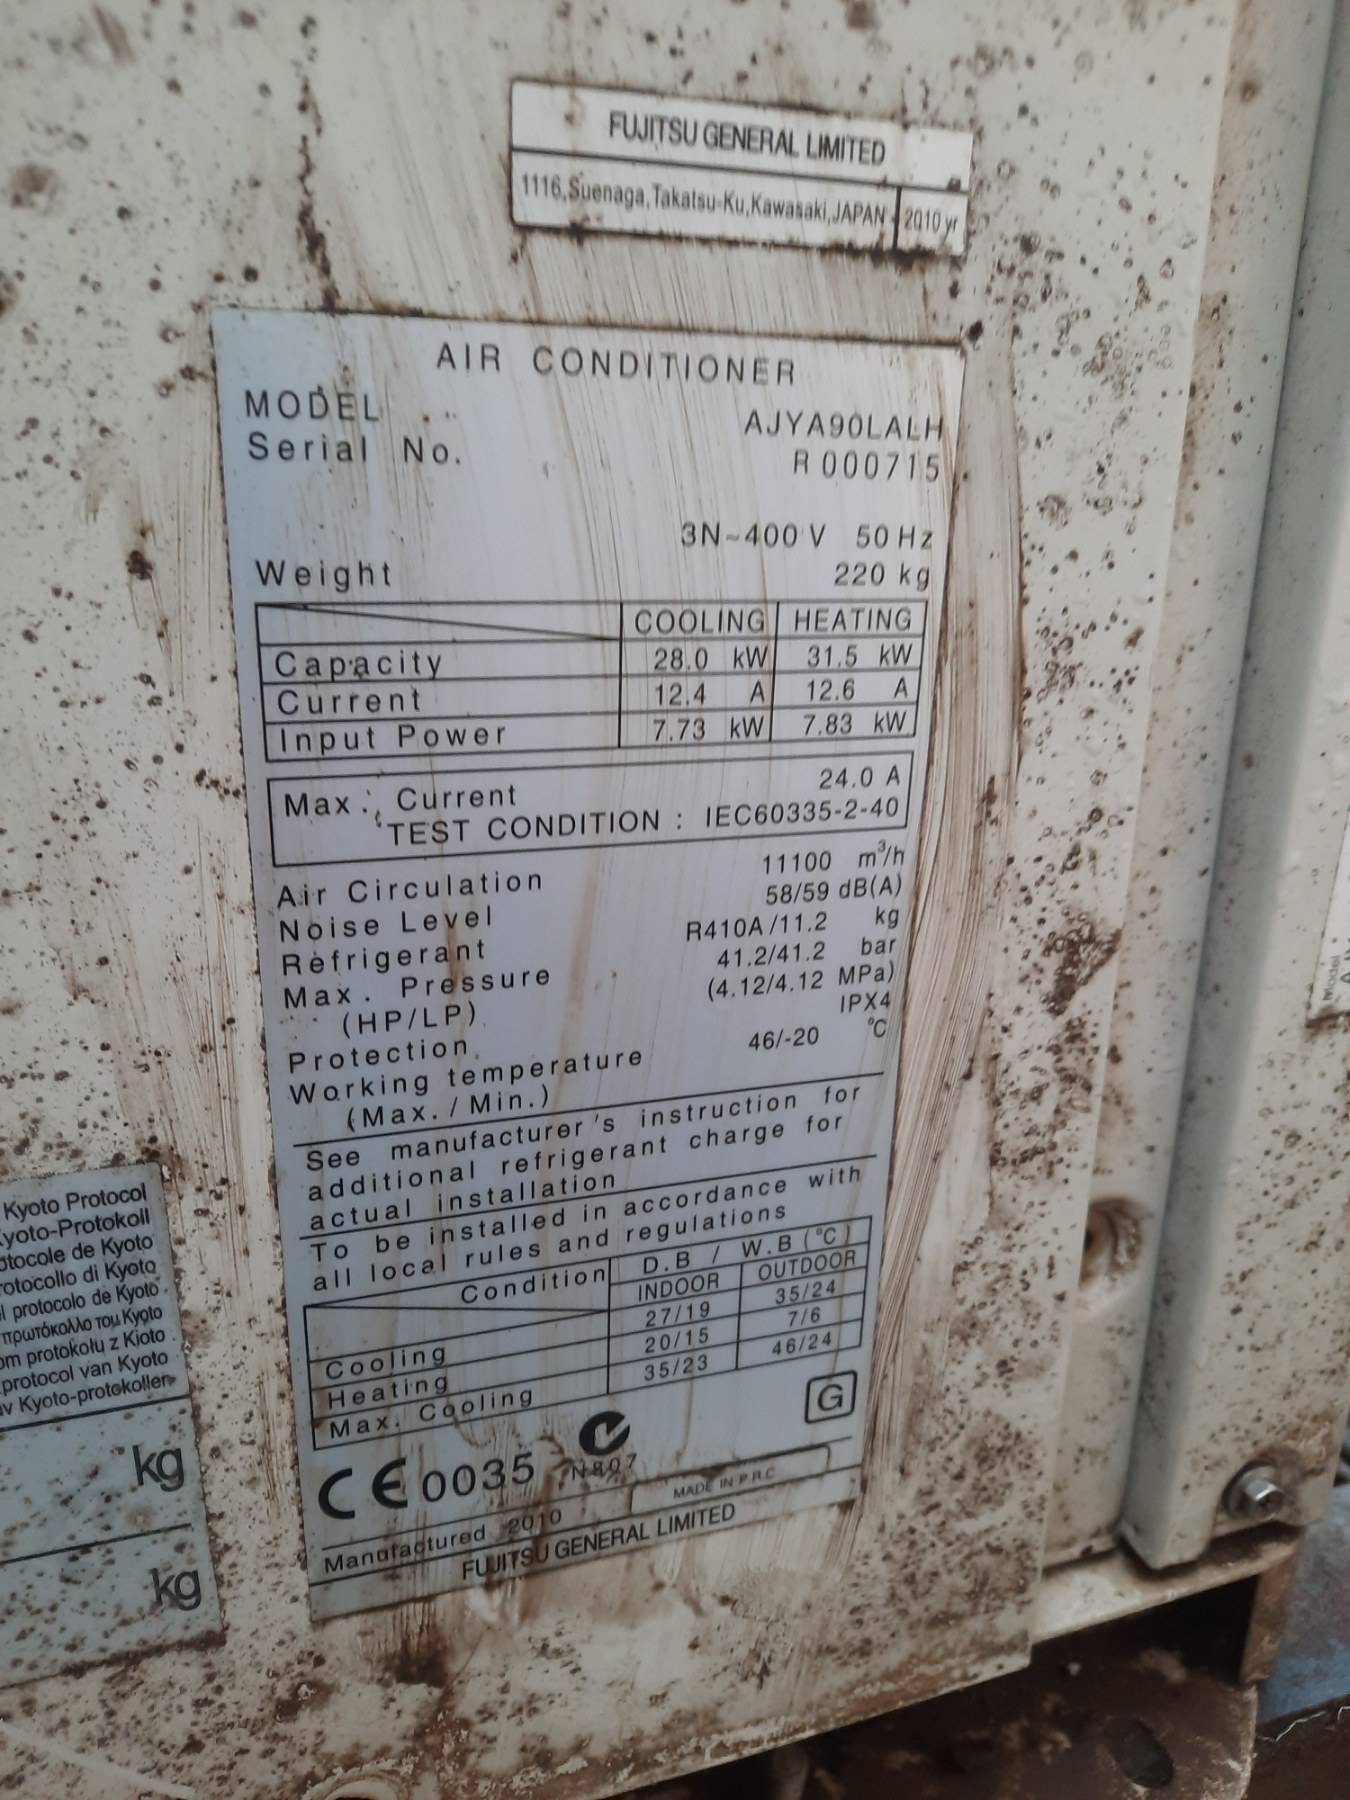 FUJITSU GENERAL LIMITED
1116,Suenaga,Takatsu-Ku,Kawasaki,JAPAN 2010 yr
AIR CONDITIONER
MODEL AJYA90LALH
Serial No. R000715
3N~400 V 50 Hz
Weight 220 kg
COOLING HEATING
Capacity 28.0 kW 31.5 kW
Current 12.4 A 12.6 A
Input Power 7.73 kW 7.83 kW
Max. Current 24.0 A
TEST CONDITION : IEC60335-2-40
Air Circulation 11100 m³/h
Noise Level 58/59 dB(A)
Refrigerant R410A/11.2 kg
Max. Pressure 41.2/41.2 bar
(HP/LP) (4.12/4.12 MPa)
Protection IPX4
Working temperature 46/-20 °C
(Max./Min.)
See manufacturer's instruction for
additional refrigerant charge for
actual installation
To be installed in accordance with
all local rules and regulations
Condition D.B / W.B (°C)
INDOOR OUTDOOR
Cooling 27/19 35/24
Heating 20/15 7/6
Max. Cooling 35/23 46/24
G
CE0035 N807
MADE IN P.R.C
Manufactured 2010
FUJITSU GENERAL LIMITED
Kyoto Protocol
yoto-Protokoll
otocole de Kyoto
rotocollo di Kyoto
l protocolo de Kyoto
πρωτόκολλο του Κγοto
om protokołu z Kioto
protocol van Kyoto
v Kyoto-protokollen
kg
kg
Model